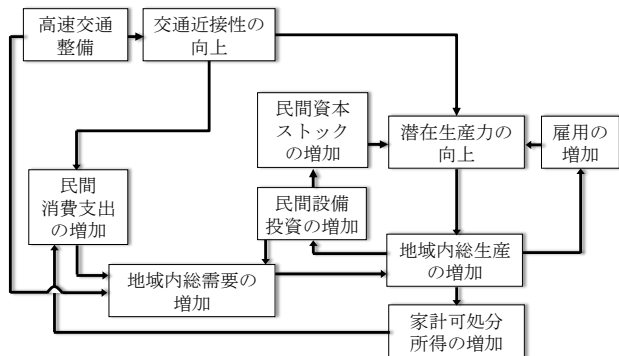 高速交通
整備
交通近接性の
向上
民間資本
ストック
の増加
潜在生産力の
向上
雇用の
増加
民間
消費支出
の増加
民間設備
投資の増加
地域内総需要の
増加
地域内総生産
の増加
家計可処分
所得の増加